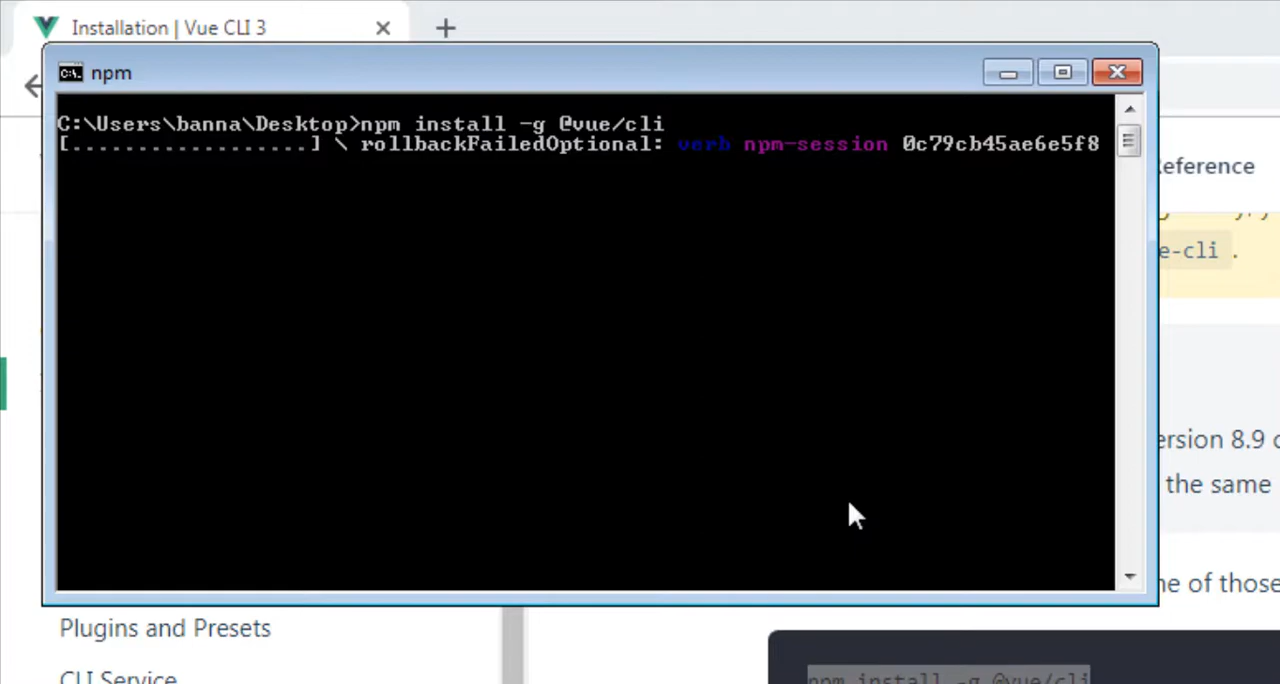 Installation | Vue CLI 3
npm
C:\Users\banna\Desktop>npm install -g @vue/cli
[..................] \ rollbackFailedOptional: verb npm-session 0c79cb45ae6e5f8
eference
e-cli .
ersion 8.9
the same
ne of those
Plugins and Presets
CLI Service
npm install -g @vue/cli